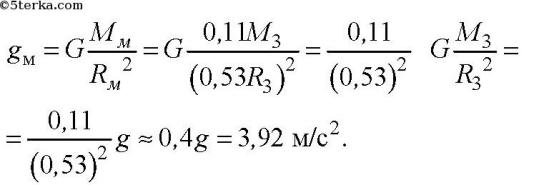 ©5terka.com
g_м = G M_м / R_м² = G 0,11M_З / (0,53R_З)² = 0,11 / (0,53)² G M_З / R_З² =
= 0,11 / (0,53)² g ≈ 0,4g = 3,92 м/с².